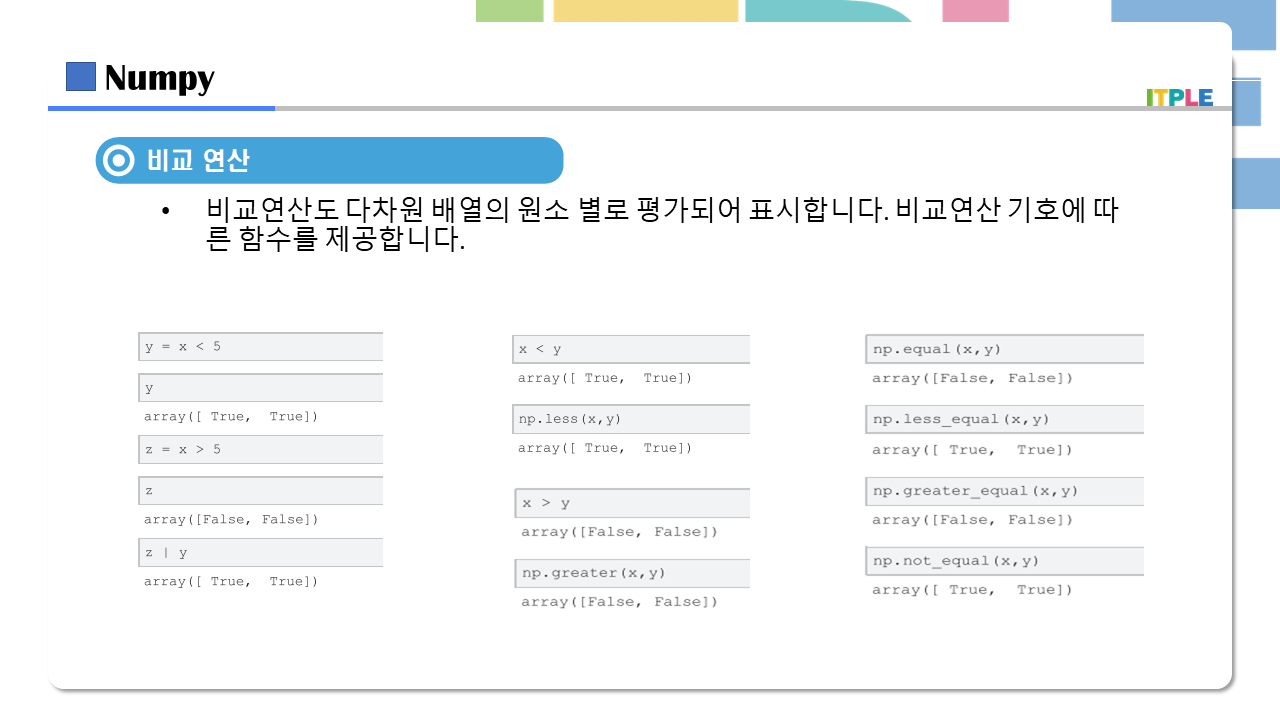 Numpy
ITPLE
비교 연산
• 비교연산도 다차원 배열의 원소 별로 평가되어 표시합니다. 비교연산 기호에 따
른 함수를 제공합니다.
y = x < 5
y
array([ True,  True])
z = x > 5
z
array([False, False])
z | y
array([ True,  True])
x < y
array([ True,  True])
np.less(x,y)
array([ True,  True])
x > y
array([False, False])
np.greater(x,y)
array([False, False])
np.equal(x,y)
array([False, False])
np.less_equal(x,y)
array([ True,  True])
np.greater_equal(x,y)
array([False, False])
np.not_equal(x,y)
array([ True,  True])